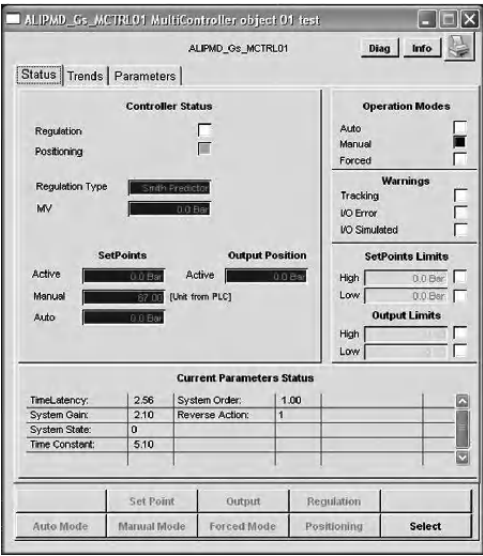 ALIPMD_Gs_MCTRL01 MultiController object 01 test
ALIPMD_Gs_MCTRL01
Diag
Info
Status
Trends
Parameters
Controller Status
Regulation
Positioning
Regulation Type Smith Predictor
MV 0.0 Bar
SetPoints
Active 0.0 Bar
Manual 67.00 [Unit from PLC]
Auto 0.0 Bar
Output Position
Active 0.0 Bar
Operation Modes
Auto
Manual
Forced
Warnings
Tracking
I/O Error
I/O Simulated
SetPoints Limits
High 0.0 Bar
Low 0.0 Bar
Output Limits
High
Low
Current Parameters Status
TimeLatency: 2.56 System Order: 1.00
System Gain: 2.10 Reverse Action: 1
System State: 0
Time Constant: 5.10
Set Point Output Regulation
Auto Mode Manual Mode Forced Mode Positioning Select